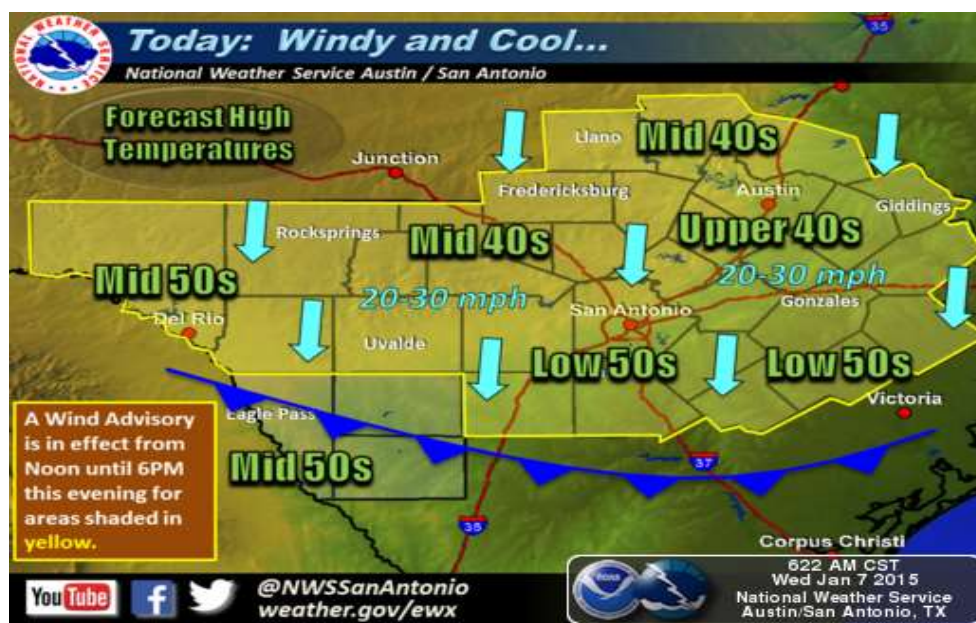 NATIONAL WEATHER SERVICE
Today: Windy and Cool...
National Weather Service Austin / San Antonio
35
Forecast High
Temperatures
Llano
Mid 40s
Junction
Fredericksburg
Austin
Giddings
Rocksprings
Mid 40s
Upper 40s
Mid 50s
20-30 mph
20-30 mph
Gonzales
San Antonio
Del Rio
Uvalde
Low 50s
Low 50s
Victoria
Eagle Pass
Mid 50s
A Wind Advisory
is in effect from
Noon until 6PM
this evening for
areas shaded in
yellow.
37
35
Corpus Christi
YouTube
f
@NWSSanAntonio
weather.gov/ewx
NOAA
622 AM CST
Wed Jan 7 2015
National Weather Service
Austin/San Antonio, TX